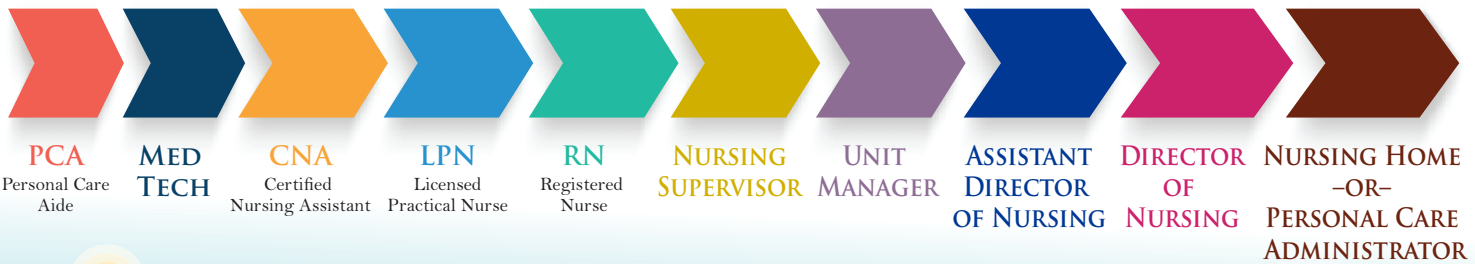 PCA
Personal Care
Aide
Med
Tech
CNA
Certified
Nursing Assistant
LPN
Licensed
Practical Nurse
RN
Registered
Nurse
Nursing
Supervisor
Unit
Manager
Assistant
Director
of Nursing
Director
of
Nursing
Nursing Home
–or–
Personal Care
Administrator